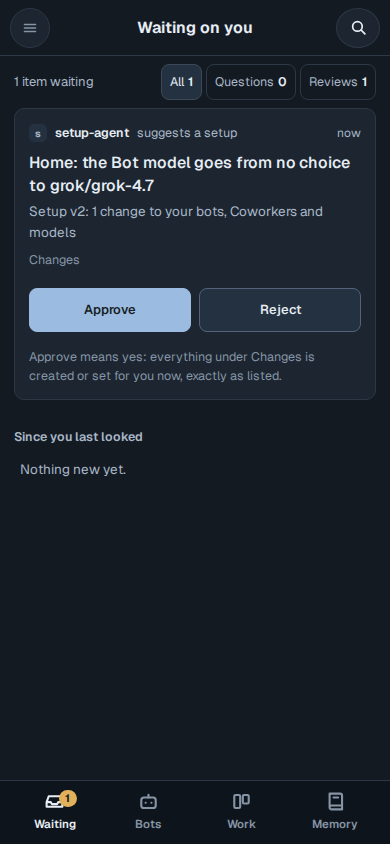 Waiting on you
1 item waiting
All 1
Questions 0
Reviews 1
s setup-agent suggests a setup now
Home: the Bot model goes from no choice
to grok/grok-4.7
Setup v2: 1 change to your bots, Coworkers and
models
Changes
Approve
Reject
Approve means yes: everything under Changes is
created or set for you now, exactly as listed.
Since you last looked
Nothing new yet.
1
Waiting
Bots
Work
Memory